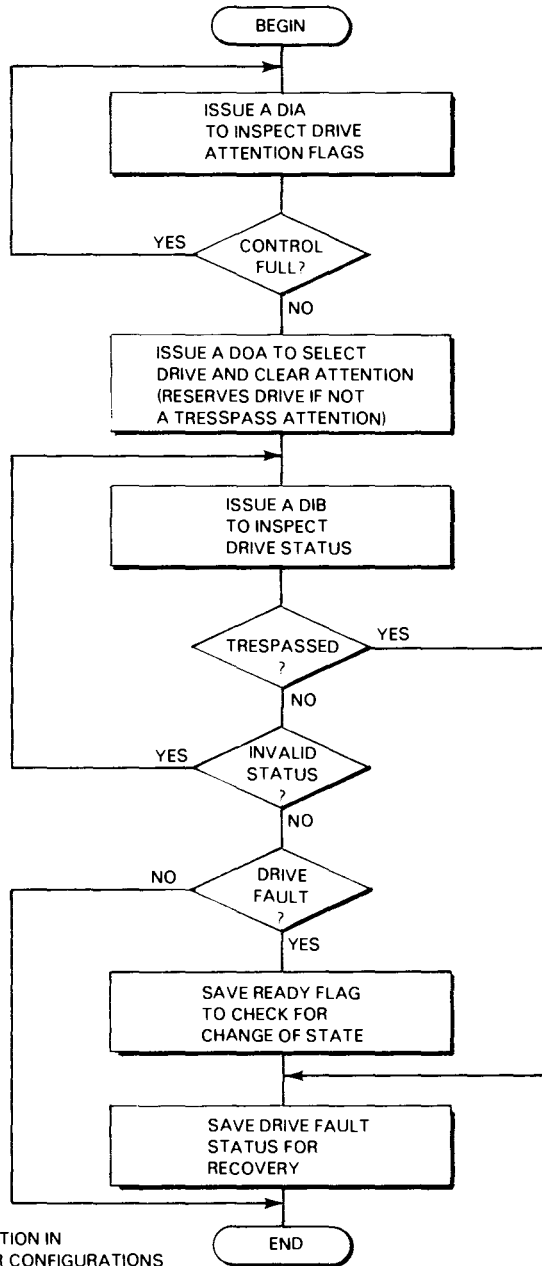 BEGIN
ISSUE A DIA
TO INSPECT DRIVE
ATTENTION FLAGS
YES
CONTROL
FULL?
NO
ISSUE A DOA TO SELECT
DRIVE AND CLEAR ATTENTION
(RESERVES DRIVE IF NOT
A TRESSPASS ATTENTION)
ISSUE A DIB
TO INSPECT
DRIVE STATUS
TRESPASSED
?
YES
NO
YES
INVALID
STATUS
?
NO
NO
DRIVE
FAULT
?
YES
SAVE READY FLAG
TO CHECK FOR
CHANGE OF STATE
SAVE DRIVE FAULT
STATUS FOR
RECOVERY
TION IN
R CONFIGURATIONS
END